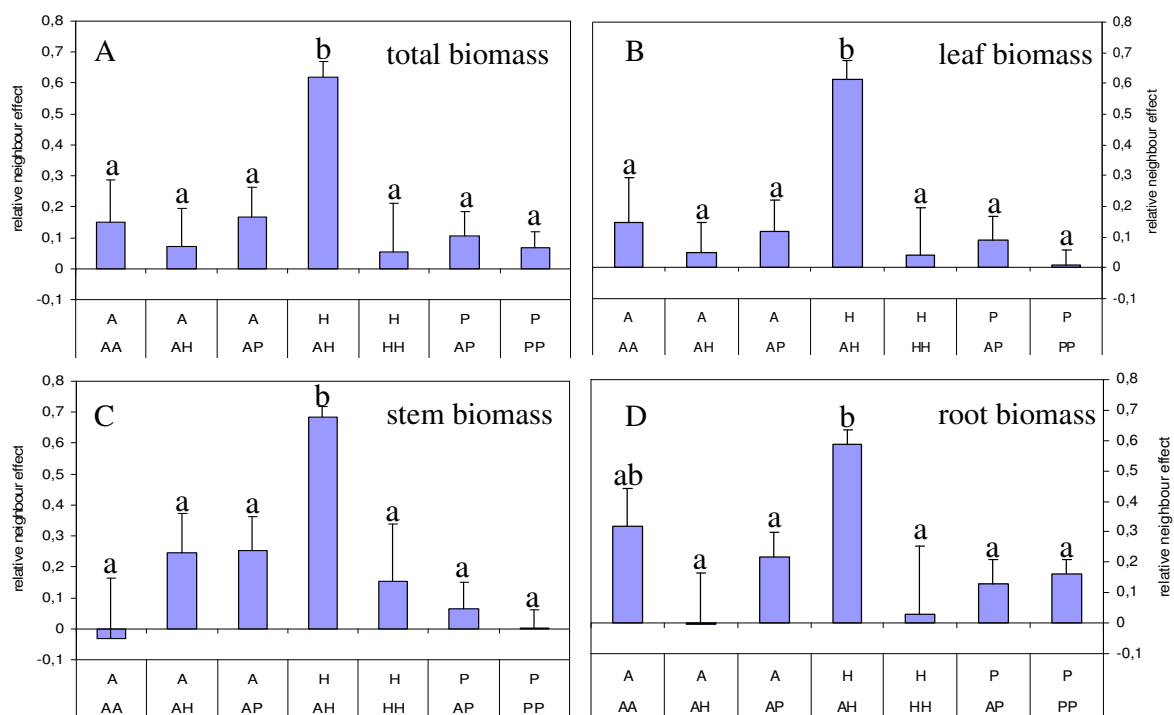 A total biomass
relative neighbour effect
0,8
0,7
0,6
0,5
0,4
0,3
0,2
0,1
0
-0,1
a a a b a a a
A A A H H P P
AA AH AP AH HH AP PP
B leaf biomass
relative neighbour effect
0,8
0,7
0,6
0,5
0,4
0,3
0,2
0,1
0
-0,1
a a a b a a a
A A A H H P P
AA AH AP AH HH AP PP
C stem biomass
relative neighbour effect
0,8
0,7
0,6
0,5
0,4
0,3
0,2
0,1
0
-0,1
a a a b a a a
A A A H H P P
AA AH AP AH HH AP PP
D root biomass
relative neighbour effect
0,8
0,7
0,6
0,5
0,4
0,3
0,2
0,1
0
-0,1
ab a a b a a a
A A A H H P P
AA AH AP AH HH AP PP